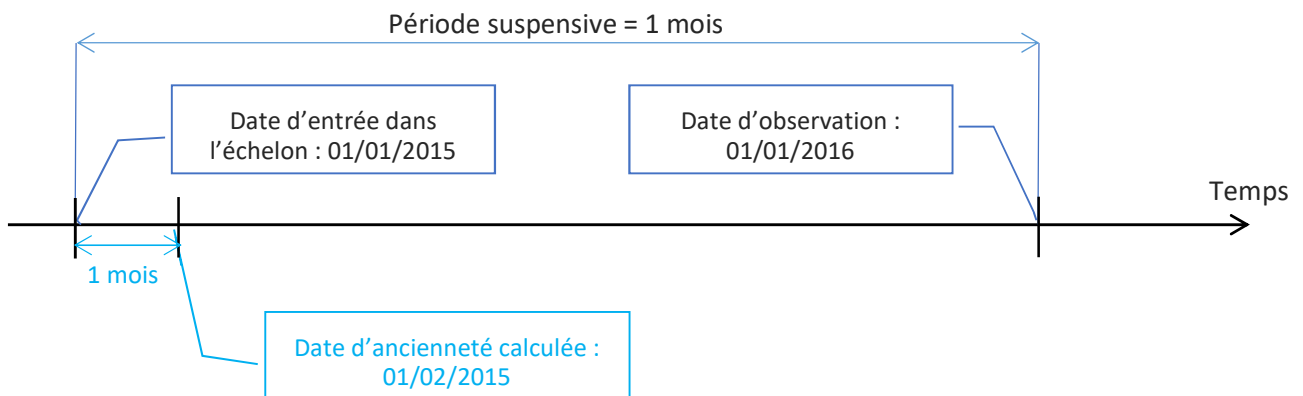 Période suspensive = 1 mois
Date d’entrée dans
l’échelon : 01/01/2015
Date d’observation :
01/01/2016
Temps
1 mois
Date d’ancienneté calculée :
01/02/2015